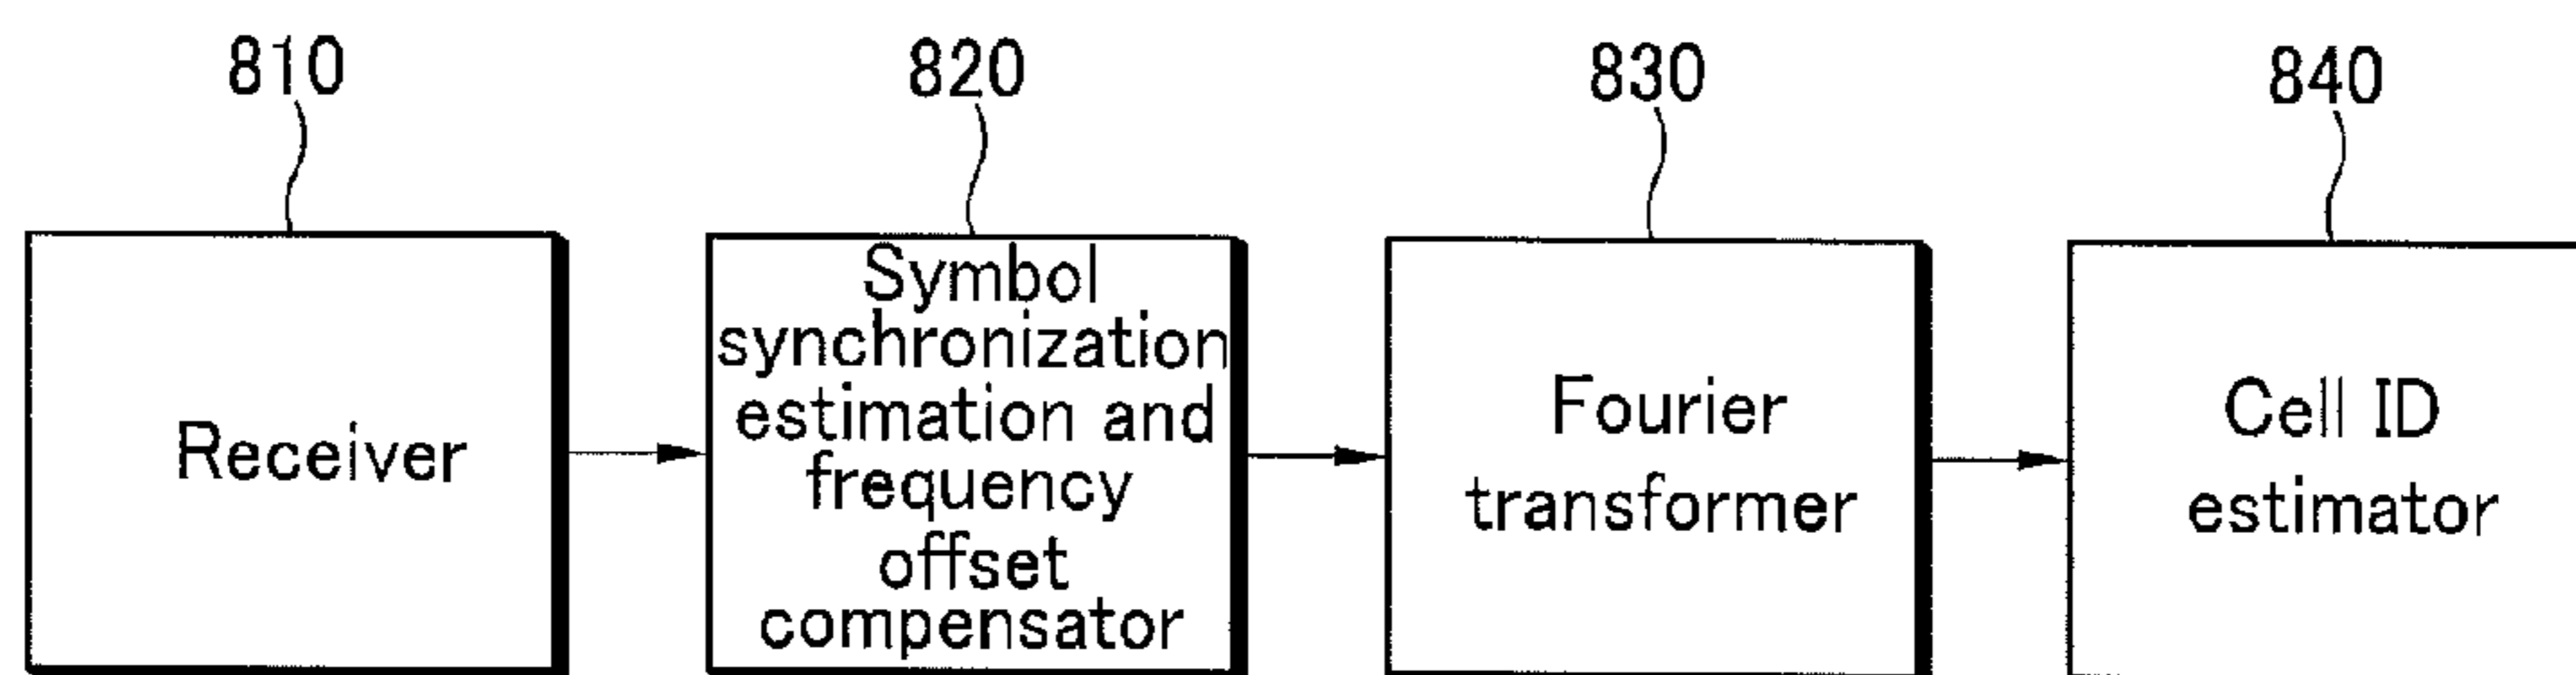 810
820
830
840
Receiver
Symbol
synchronization
estimation and
frequency
offset
compensator
Fourier
transformer
Cell ID
estimator